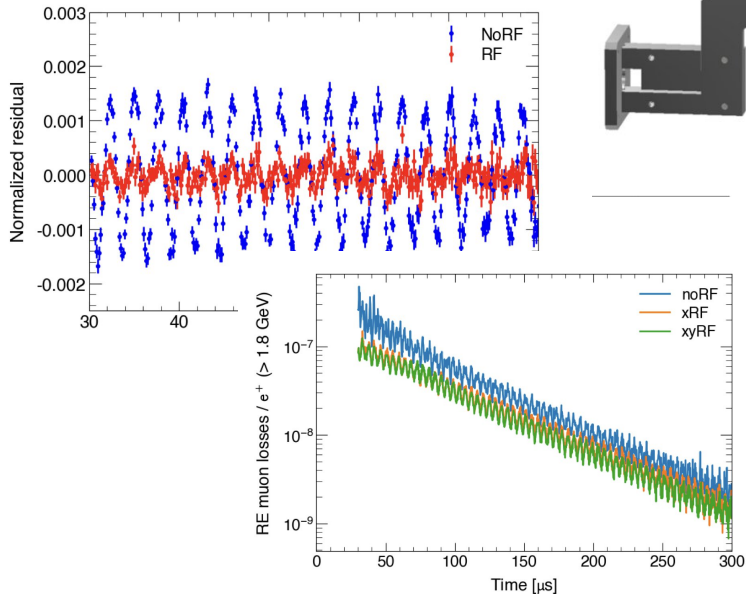 Normalized residual
0.003
0.002
0.001
0.000
-0.001
-0.002
30
40
NoRF
RF
RE muon losses / e⁺ (> 1.8 GeV)
10⁻⁷
10⁻⁸
10⁻⁹
noRF
xRF
xyRF
0 50 100 150 200 250 300
Time [μs]